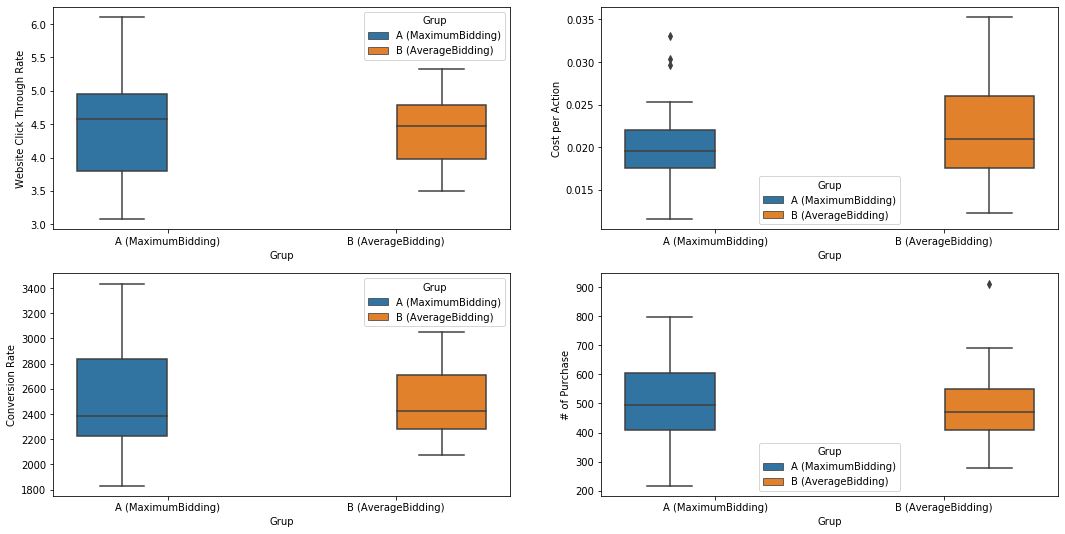 Website Click Through Rate
6.0
5.5
5.0
4.5
4.0
3.5
3.0
Grup
A (MaximumBidding)
B (AverageBidding)
A (MaximumBidding)
B (AverageBidding)
Grup
Cost per Action
0.035
0.030
0.025
0.020
0.015
Grup
A (MaximumBidding)
B (AverageBidding)
A (MaximumBidding)
B (AverageBidding)
Grup
Conversion Rate
3400
3200
3000
2800
2600
2400
2200
2000
1800
Grup
A (MaximumBidding)
B (AverageBidding)
A (MaximumBidding)
B (AverageBidding)
Grup
# of Purchase
900
800
700
600
500
400
300
200
Grup
A (MaximumBidding)
B (AverageBidding)
A (MaximumBidding)
B (AverageBidding)
Grup